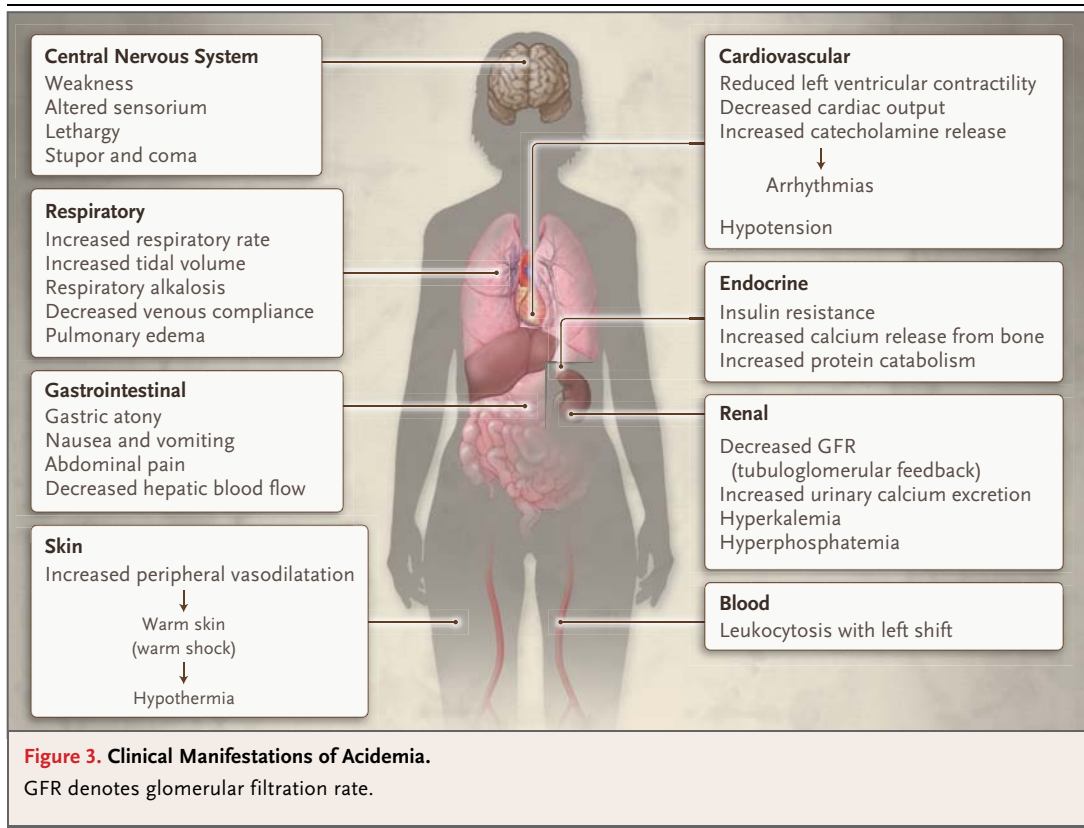 Central Nervous System
Weakness
Altered sensorium
Lethargy
Stupor and coma
Respiratory
Increased respiratory rate
Increased tidal volume
Respiratory alkalosis
Decreased venous compliance
Pulmonary edema
Gastrointestinal
Gastric atony
Nausea and vomiting
Abdominal pain
Decreased hepatic blood flow
Skin
Increased peripheral vasodilatation
Warm skin
(warm shock)
Hypothermia
Cardiovascular
Reduced left ventricular contractility
Decreased cardiac output
Increased catecholamine release
Arrhythmias
Hypotension
Endocrine
Insulin resistance
Increased calcium release from bone
Increased protein catabolism
Renal
Decreased GFR
(tubuloglomerular feedback)
Increased urinary calcium excretion
Hyperkalemia
Hyperphosphatemia
Blood
Leukocytosis with left shift
Figure 3. Clinical Manifestations of Acidemia.
GFR denotes glomerular filtration rate.